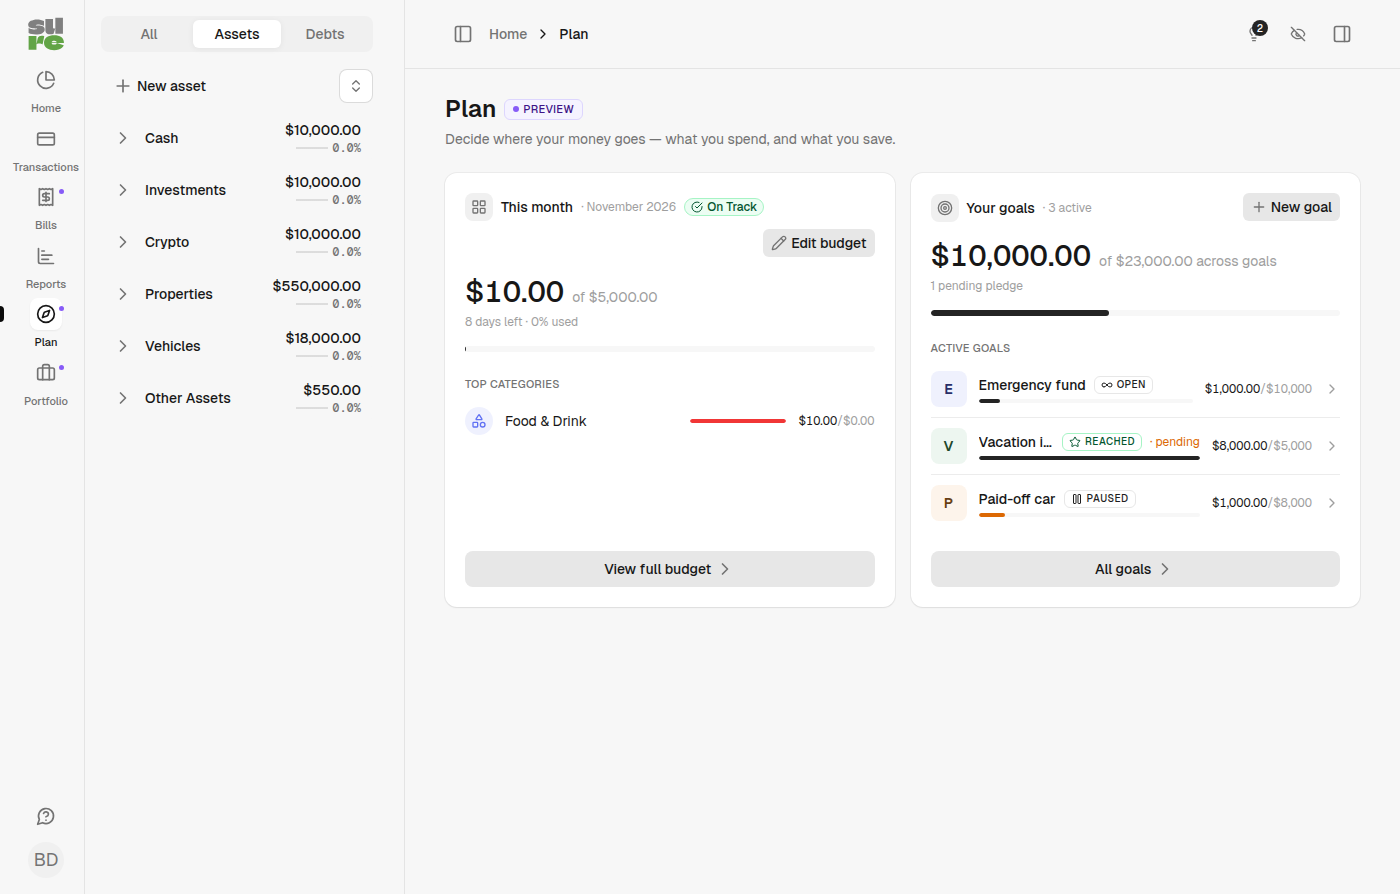 sure
Home
Transactions
Bills
Reports
Plan
Portfolio
BD
All
Assets
Debts
New asset
Cash
$10,000.00
0.0%
Investments
$10,000.00
0.0%
Crypto
$10,000.00
0.0%
Properties
$550,000.00
0.0%
Vehicles
$18,000.00
0.0%
Other Assets
$550.00
0.0%
Home > Plan
2
Plan
PREVIEW
Decide where your money goes — what you spend, and what you save.
This month · November 2026 On Track
Edit budget
$10.00 of $5,000.00
8 days left · 0% used
TOP CATEGORIES
Food & Drink $10.00/$0.00
View full budget
Your goals · 3 active
New goal
$10,000.00 of $23,000.00 across goals
1 pending pledge
ACTIVE GOALS
E Emergency fund OPEN $1,000.00/$10,000
V Vacation i... REACHED · pending $8,000.00/$5,000
P Paid-off car PAUSED $1,000.00/$8,000
All goals